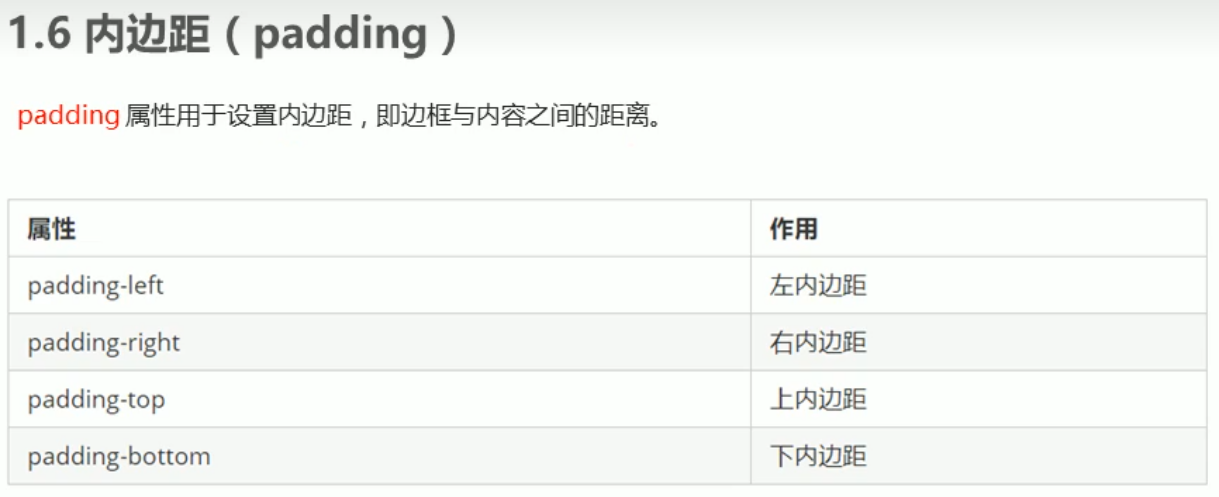 1.6 内边距（padding）
padding 属性用于设置内边距，即边框与内容之间的距离。
属性 作用
padding-left 左内边距
padding-right 右内边距
padding-top 上内边距
padding-bottom 下内边距